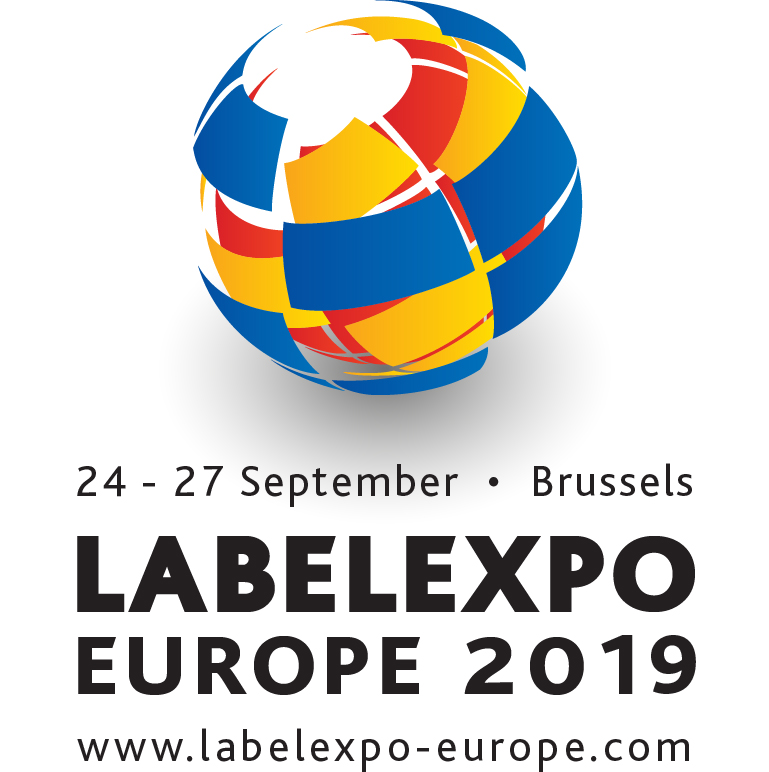 24 - 27 September • Brussels
LABELEXPO
EUROPE 2019
www.labelexpo-europe.com